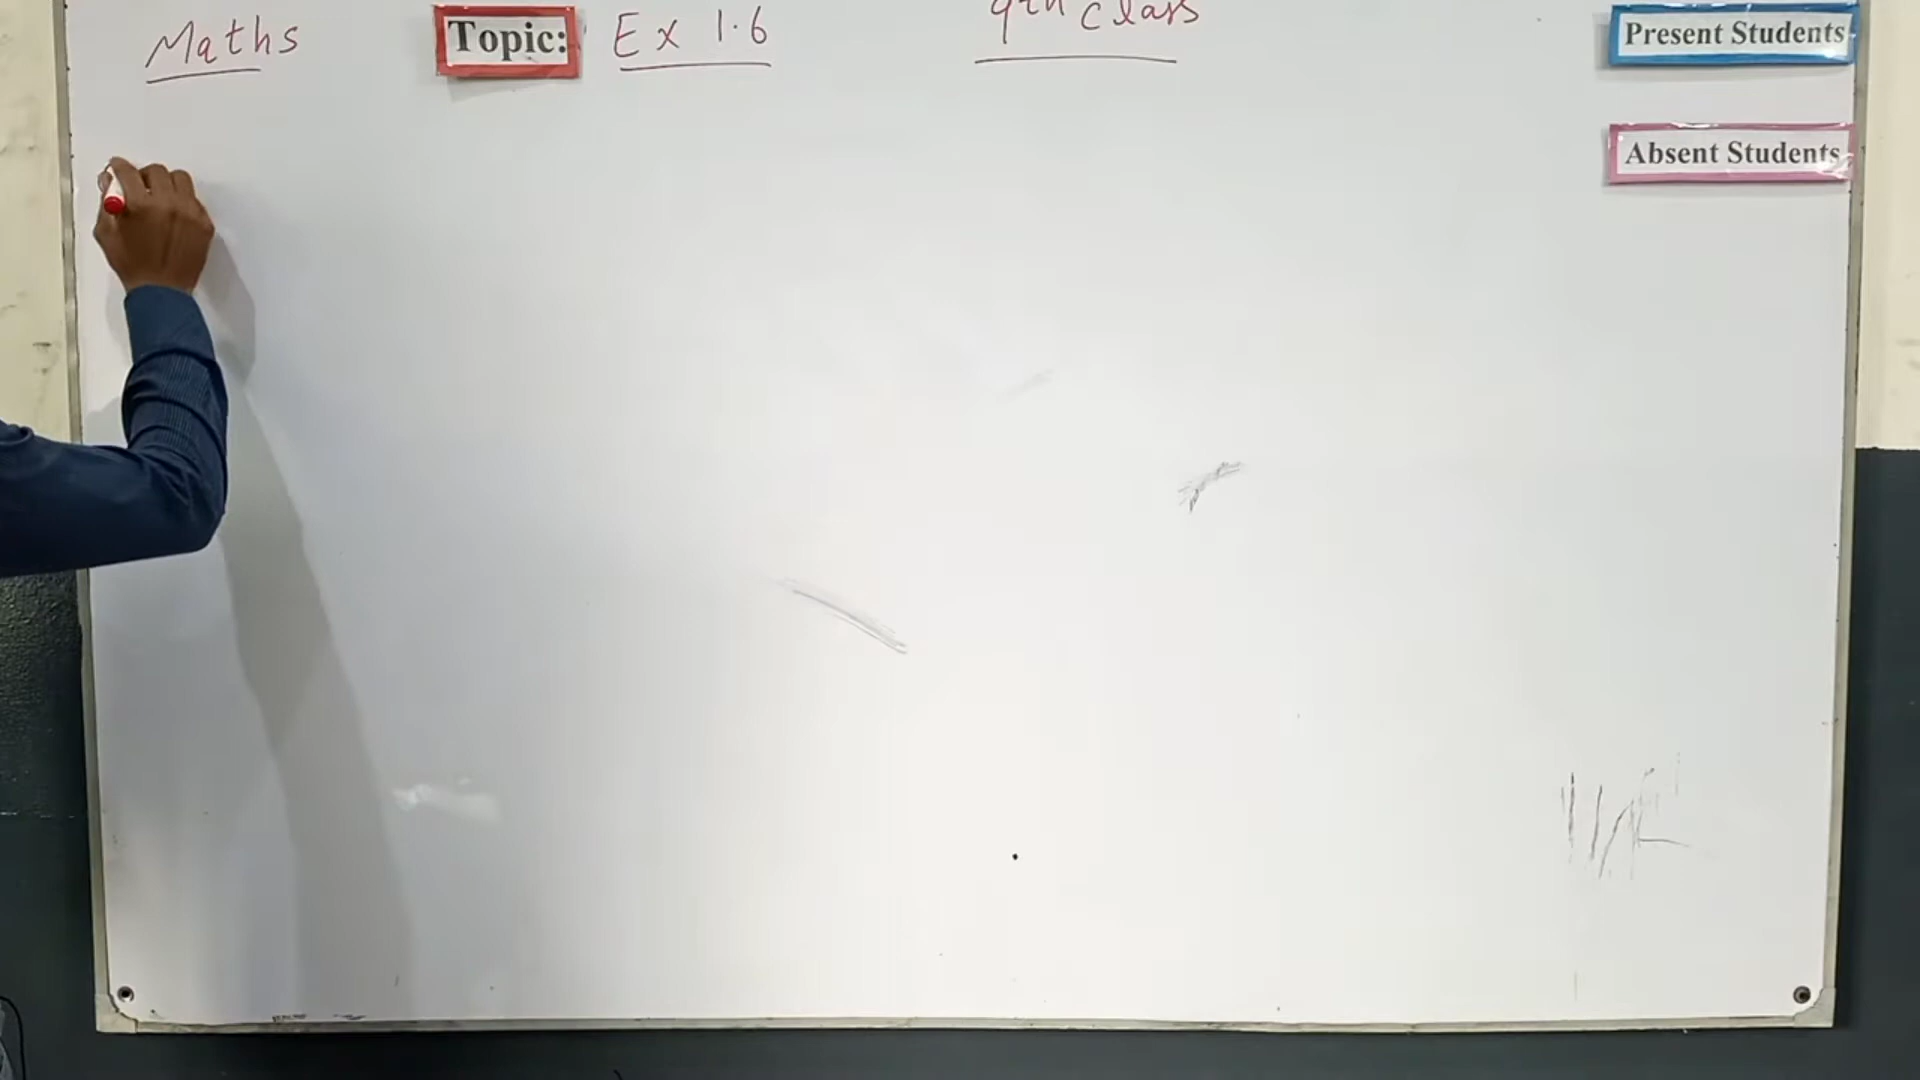 Maths Topic: Ex 1.6 9th class Present Students
Absent Students